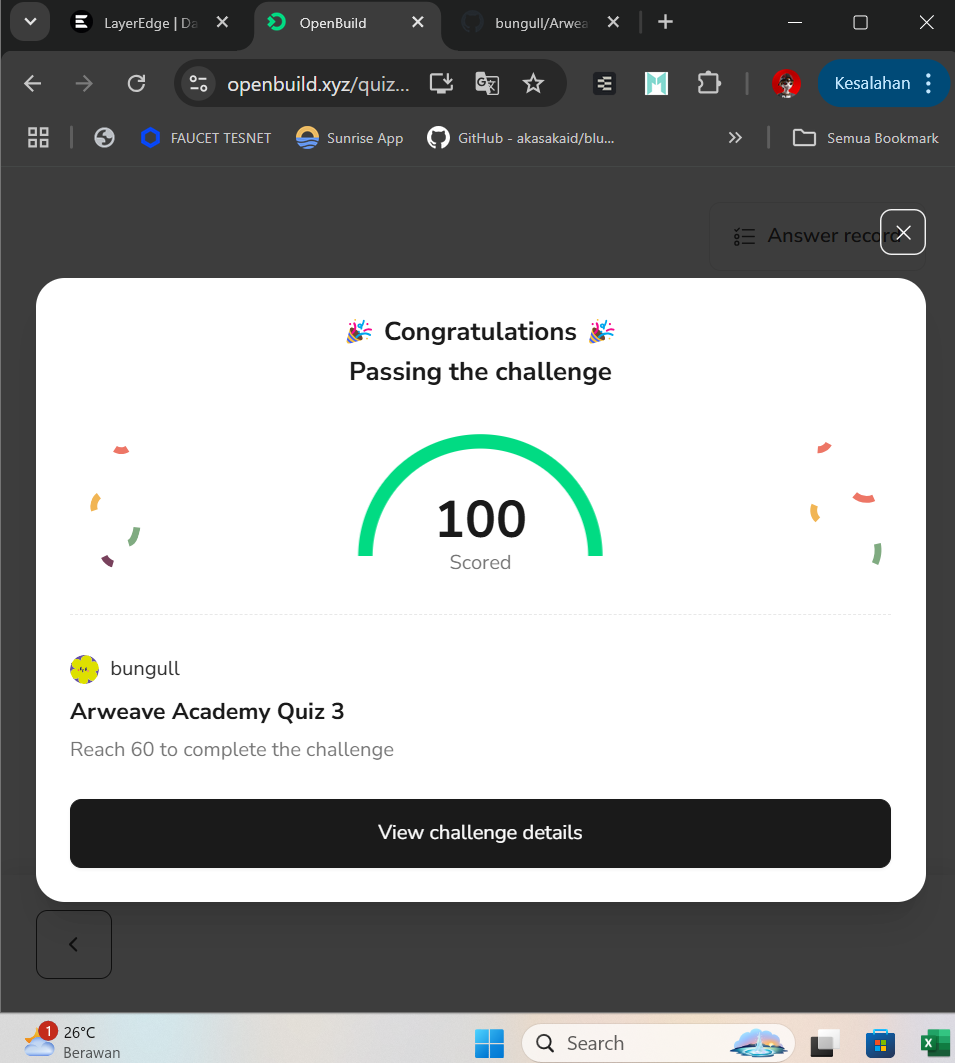 LayerEdge | Da
OpenBuild
bungull/Arwea
openbuild.xyz/quiz...
Kesalahan
FAUCET TESNET
Sunrise App
GitHub - akasakaid/blu...
Semua Bookmark
Answer record
Congratulations
Passing the challenge
100
Scored
bungull
Arweave Academy Quiz 3
Reach 60 to complete the challenge
View challenge details
1
26°C
Berawan
Search